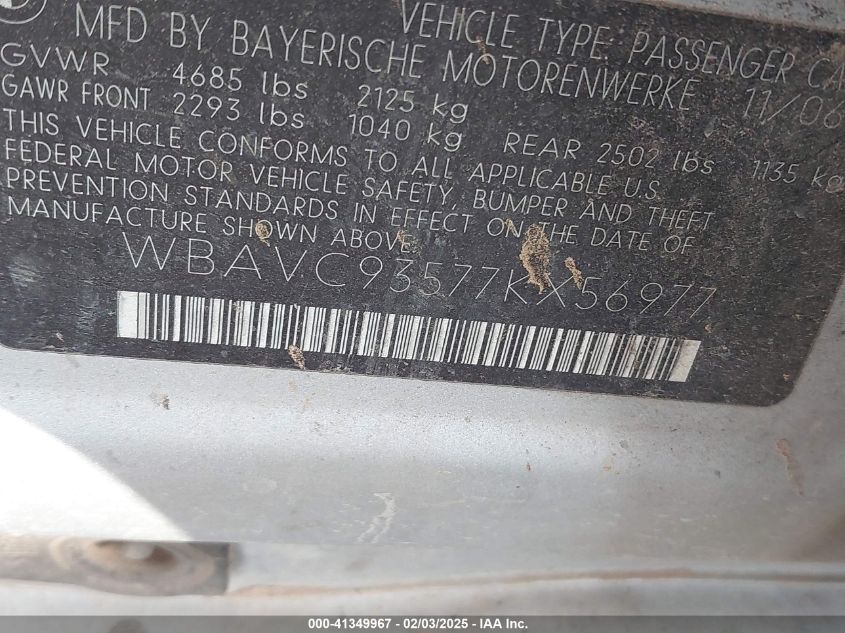 MFD BY BAYERISCHE MOTORENWERKE 11/06
VEHICLE TYPE: PASSENGER CA
GVWR 4685 lbs 2125 kg
GAWR FRONT 2293 lbs 1040 kg REAR 2502 lbs 1135 kg
THIS VEHICLE CONFORMS TO ALL APPLICABLE U.S.
FEDERAL MOTOR VEHICLE SAFETY, BUMPER AND THEFT
PREVENTION STANDARDS IN EFFECT ON THE DATE OF
MANUFACTURE SHOWN ABOVE.
WBAVC93577KX56977
000-41349967 - 02/03/2025 - IAA Inc.